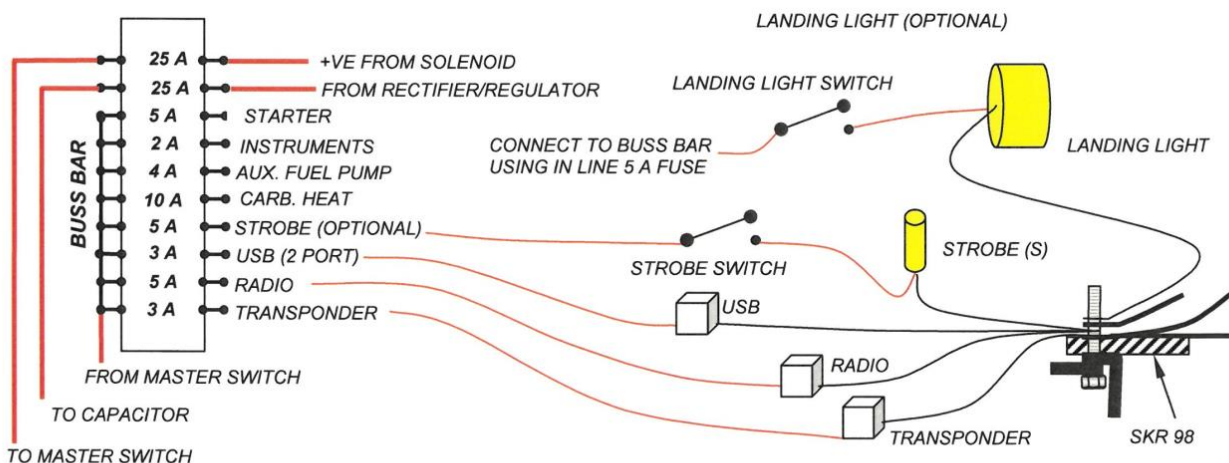 LANDING LIGHT (OPTIONAL)
25 A
+VE FROM SOLENOID
25 A
FROM RECTIFIER/REGULATOR
LANDING LIGHT SWITCH
5 A
STARTER
2 A
INSTRUMENTS
CONNECT TO BUSS BAR
USING IN LINE 5 A FUSE
LANDING LIGHT
4 A
AUX. FUEL PUMP
BUSS BAR
10 A
CARB. HEAT
5 A
STROBE (OPTIONAL)
STROBE (S)
3 A
USB (2 PORT)
STROBE SWITCH
5 A
RADIO
USB
3 A
TRANSPONDER
FROM MASTER SWITCH
RADIO
TO CAPACITOR
TRANSPONDER
SKR 98
TO MASTER SWITCH